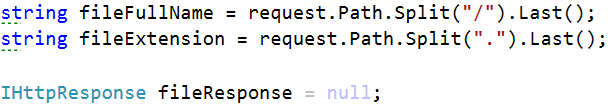 string fileFullName = request.Path.Split("/").Last();
string fileExtension = request.Path.Split(".").Last();
IHttpResponse fileResponse = null;